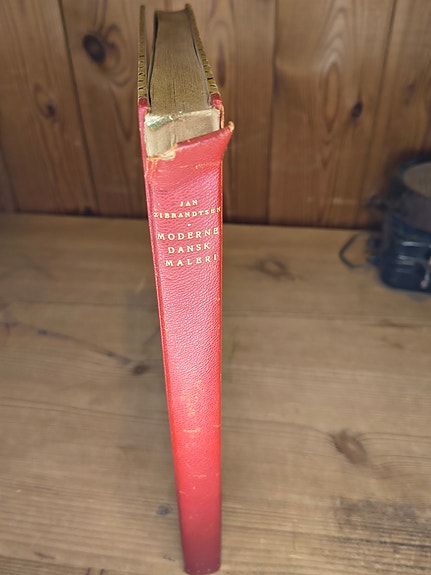 JAN
ZIBRANDTSEN
MODERNE
DANSK
MALERI